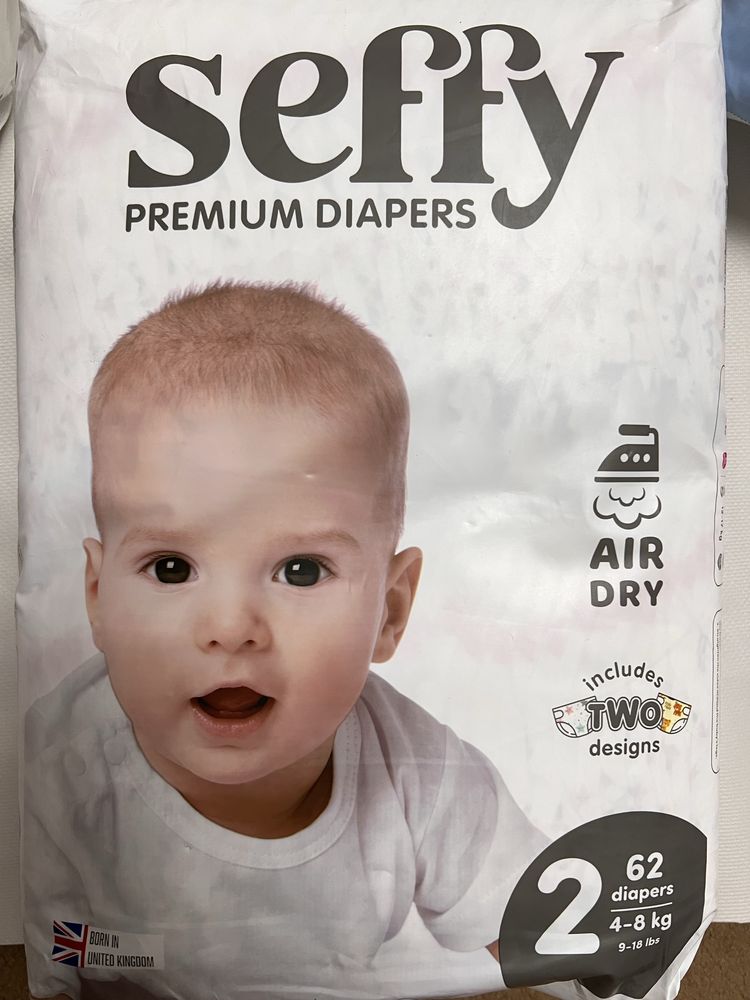 seffy
PREMIUM DIAPERS
AIR
DRY
includes
TWO
designs
2
62
diapers
4-8 kg
9-18 lbs
BORN IN
UNITED KINGDOM